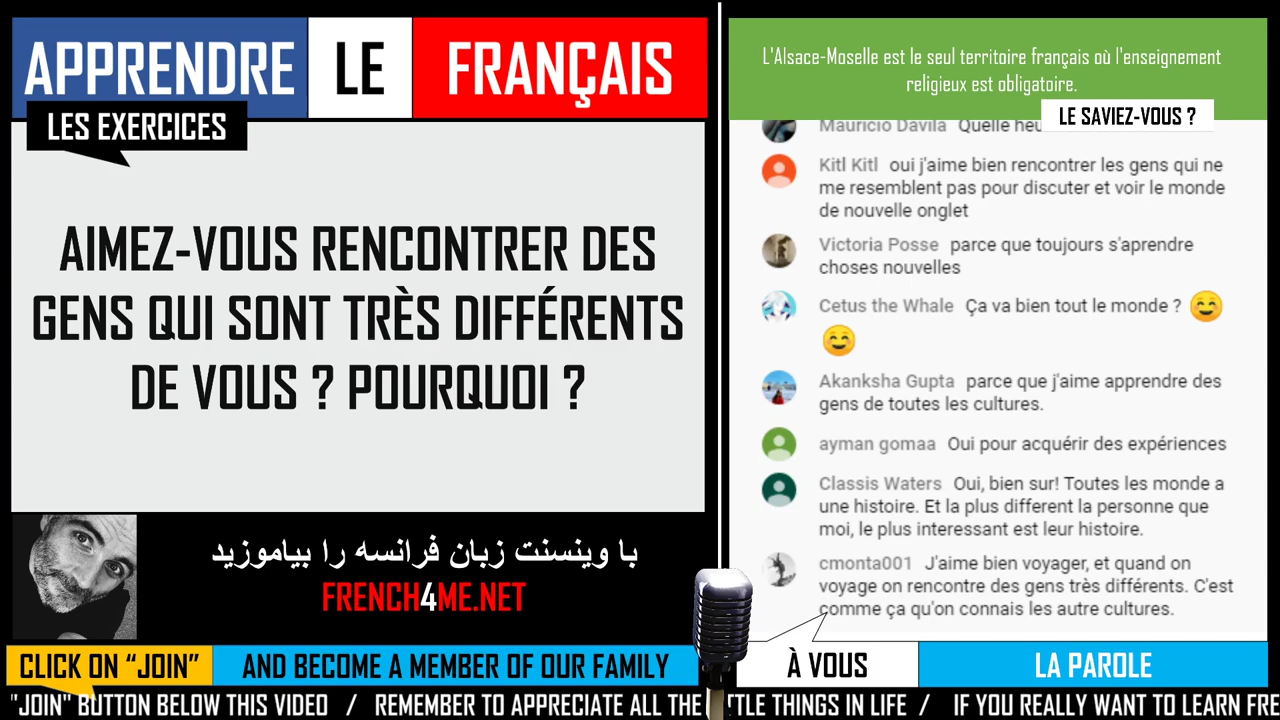 APPRENDRE LE FRANÇAIS
LES EXERCICES
AIMEZ-VOUS RENCONTRER DES
GENS QUI SONT TRÈS DIFFÉRENTS
DE VOUS ? POURQUOI ?
با وینسنت زبان فرانسه را بیاموزید
FRENCH4ME.NET
CLICK ON “JOIN” AND BECOME A MEMBER OF OUR FAMILY
L'Alsace-Moselle est le seul territoire français où l'enseignement
religieux est obligatoire.
LE SAVIEZ-VOUS ?
Mauricio Davila Quelle
Kitl Kitl oui j'aime bien rencontrer les gens qui ne
me resemblent pas pour discuter et voir le monde
de nouvelle onglet
Victoria Posse parce que toujours s'aprendre
choses nouvelles
Cetus the Whale Ça va bien tout le monde ? 😊
😊
Akanksha Gupta parce que j'aime apprendre des
gens de toutes les cultures.
ayman gomaa Oui pour acquérir des expériences
Classis Waters Oui, bien sur! Toutes les monde a
une histoire. Et la plus different la personne que
moi, le plus interessant est leur histoire.
cmonta001 J'aime bien voyager, et quand on
voyage on rencontre des gens très différents. C'est
comme ça qu'on connais les autre cultures.
À VOUS LA PAROLE
"JOIN" BUTTON BELOW THIS VIDEO / REMEMBER TO APPRECIATE ALL THE TTLE THINGS IN LIFE / IF YOU REALLY WANT TO LEARN FRE